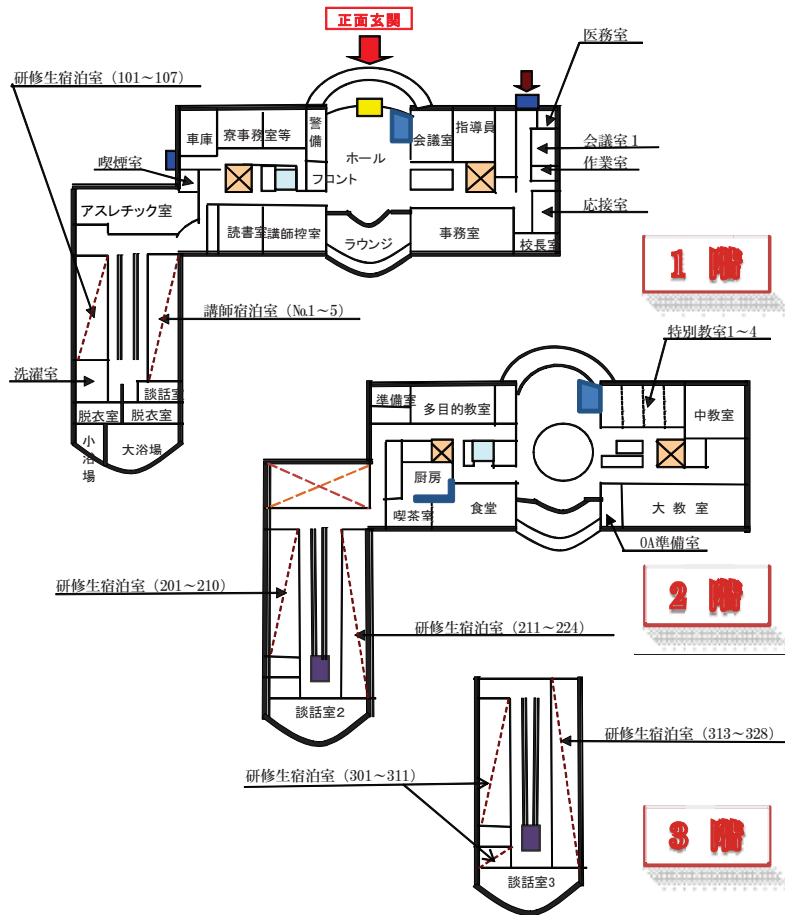 正面玄関
医務室
研修生宿泊室（101～107）
車庫
寮事務室等
警備
会議室
指導員
会議室１
作業室
喫煙室
ホール
フロント
アスレチック室
応接室
読書室
講師控室
ラウンジ
事務室
校長室
１ 階
講師宿泊室（№1～5）
特別教室1～4
洗濯室
談話室
準備室
多目的教室
中教室
脱衣室
脱衣室
小浴場
大浴場
厨房
喫茶室
食堂
大 教 室
OA準備室
２ 階
研修生宿泊室（201～210）
研修生宿泊室（211～224）
談話室２
研修生宿泊室（313～328）
研修生宿泊室（301～311）
３ 階
談話室3